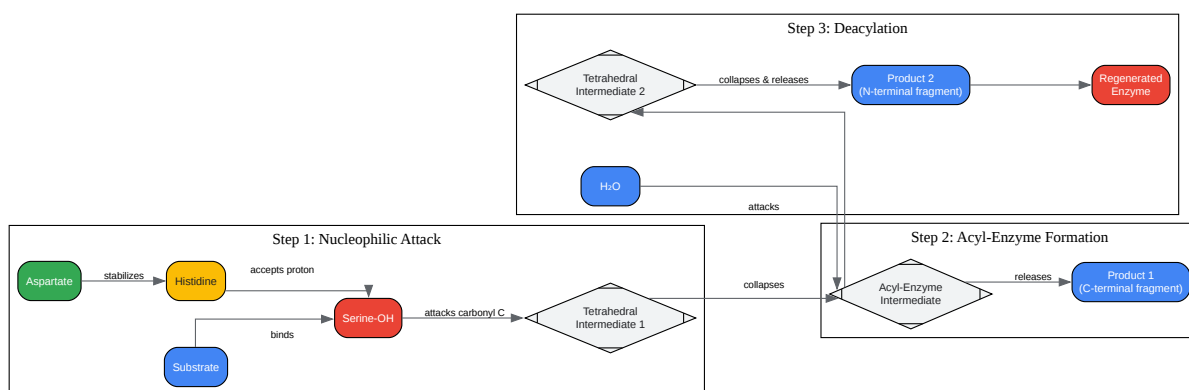 Step 3: Deacylation
Tetrahedral
Intermediate 2
collapses & releases
Product 2
(N-terminal fragment)
Regenerated
Enzyme
H₂O
attacks
Step 1: Nucleophilic Attack
Aspartate
stabilizes
Histidine
accepts proton
Serine-OH
attacks carbonyl C
Tetrahedral
Intermediate 1
binds
Substrate
collapses
Step 2: Acyl-Enzyme Formation
Acyl-Enzyme
Intermediate
releases
Product 1
(C-terminal fragment)